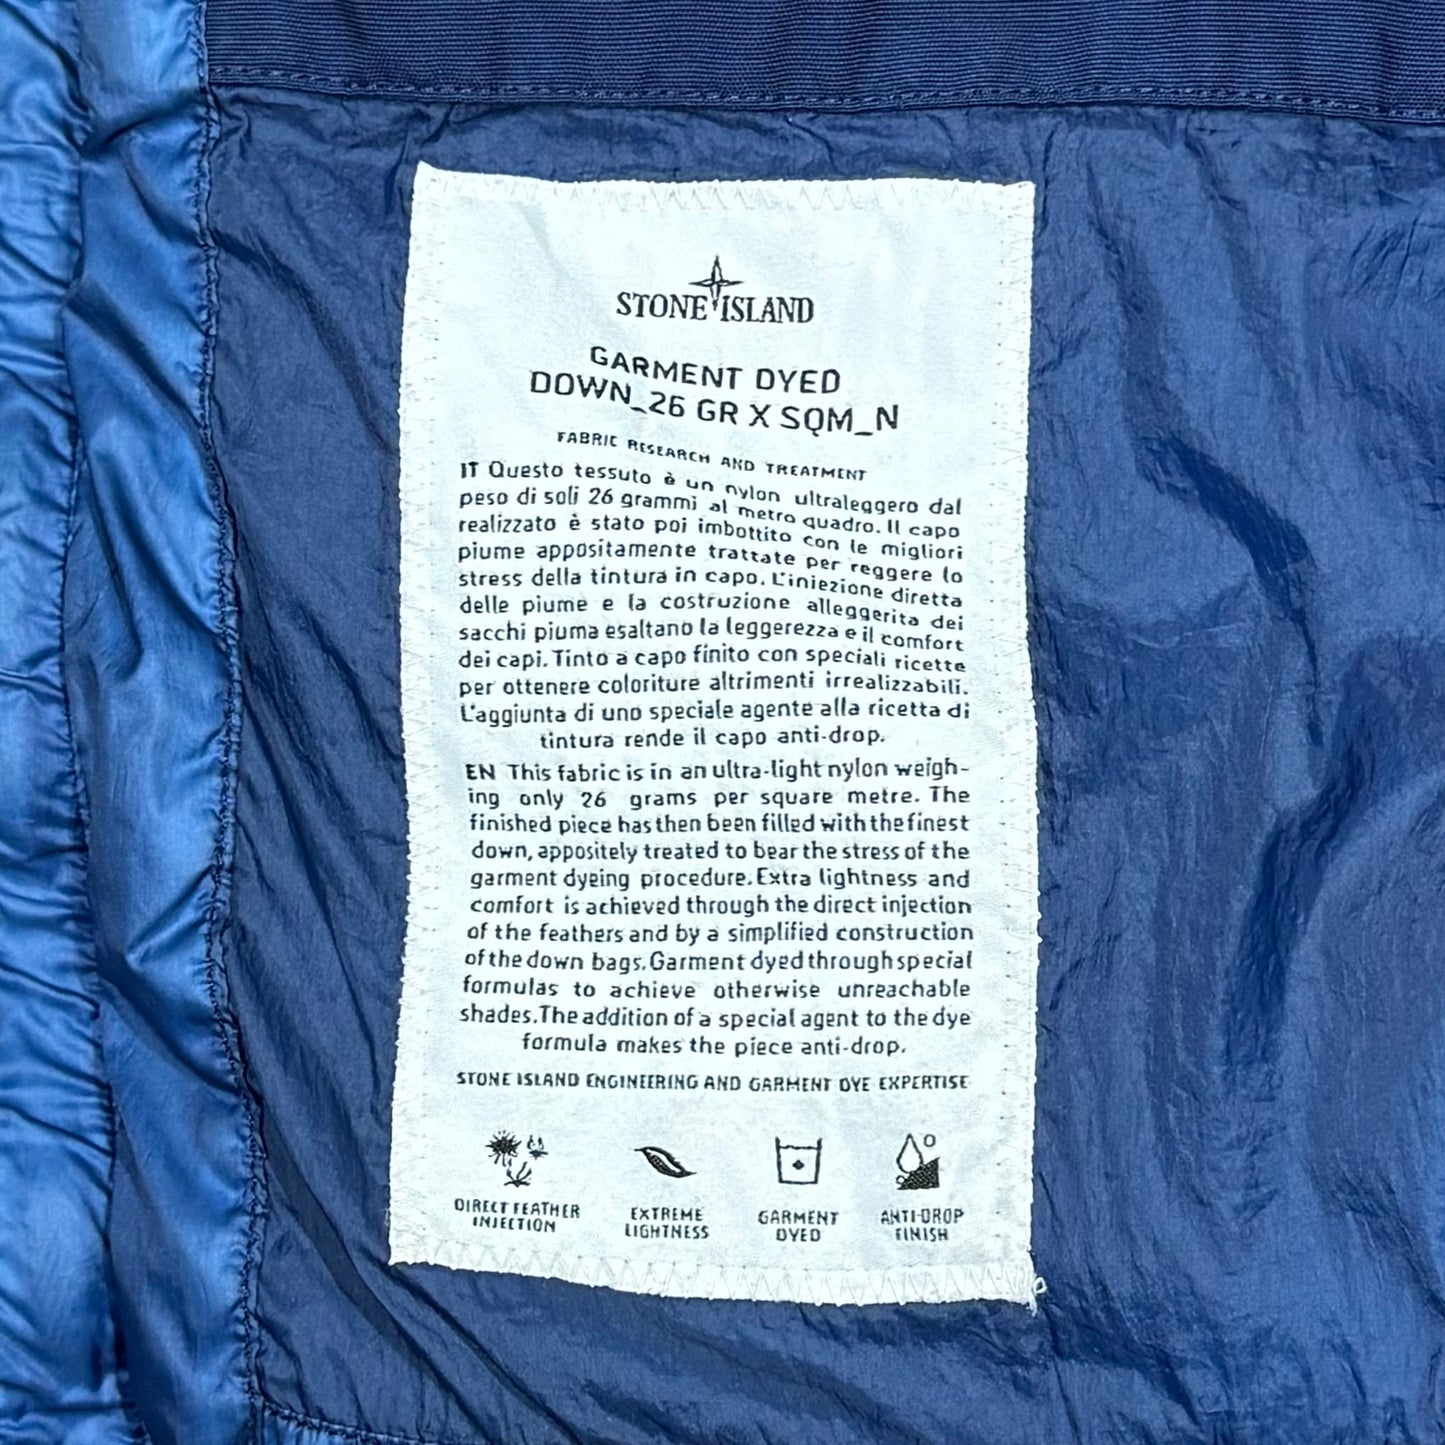 STONE ISLAND
GARMENT DYED
DOWN_26 GR X SQM_N
FABRIC RESEARCH AND TREATMENT
IT Questo tessuto è un nylon ultraleggero dal
peso di soli 26 grammi al metro quadro. Il capo
realizzato è stato poi imbottito con le migliori
piume appositamente trattate per reggere lo
stress della tintura in capo. L'iniezione diretta
delle piume e la costruzione alleggerita dei
sacchi piuma esaltano la leggerezza e il comfort
dei capi. Tinto a capo finito con speciali ricette
per ottenere coloriture altrimenti irrealizzabili.
L'aggiunta di uno speciale agente alla ricetta di
tintura rende il capo anti-drop.
EN This fabric is in an ultra-light nylon weigh-
ing only 26 grams per square metre. The
finished piece has then been filled with the finest
down, appositely treated to bear the stress of the
garment dyeing procedure. Extra lightness and
comfort is achieved through the direct injection
of the feathers and by a simplified construction
of the down bags. Garment dyed through special
formulas to achieve otherwise unreachable
shades. The addition of a special agent to the dye
formula makes the piece anti-drop.
STONE ISLAND ENGINEERING AND GARMENT DYE EXPERTISE
DIRECT FEATHER INJECTION
EXTREME LIGHTNESS
GARMENT DYED
ANTI-DROP FINISH